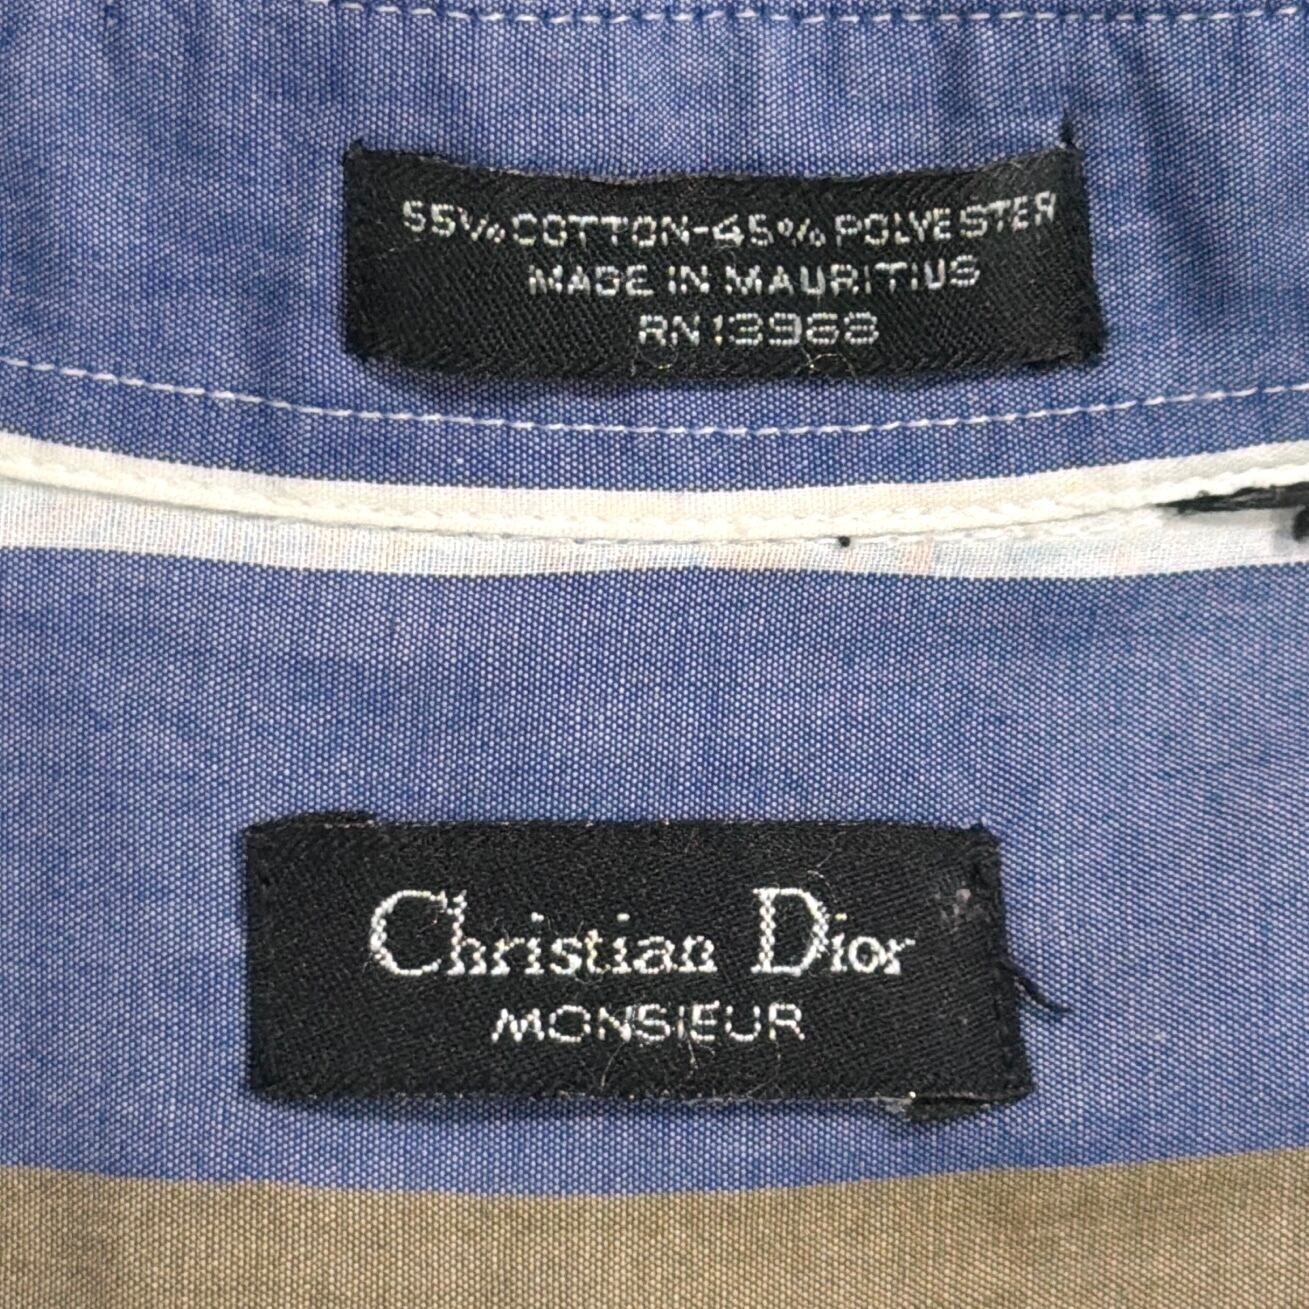 55% COTTON-45% POLYESTER
MADE IN MAURITIUS
RN13968
Christian Dior
MONSIEUR